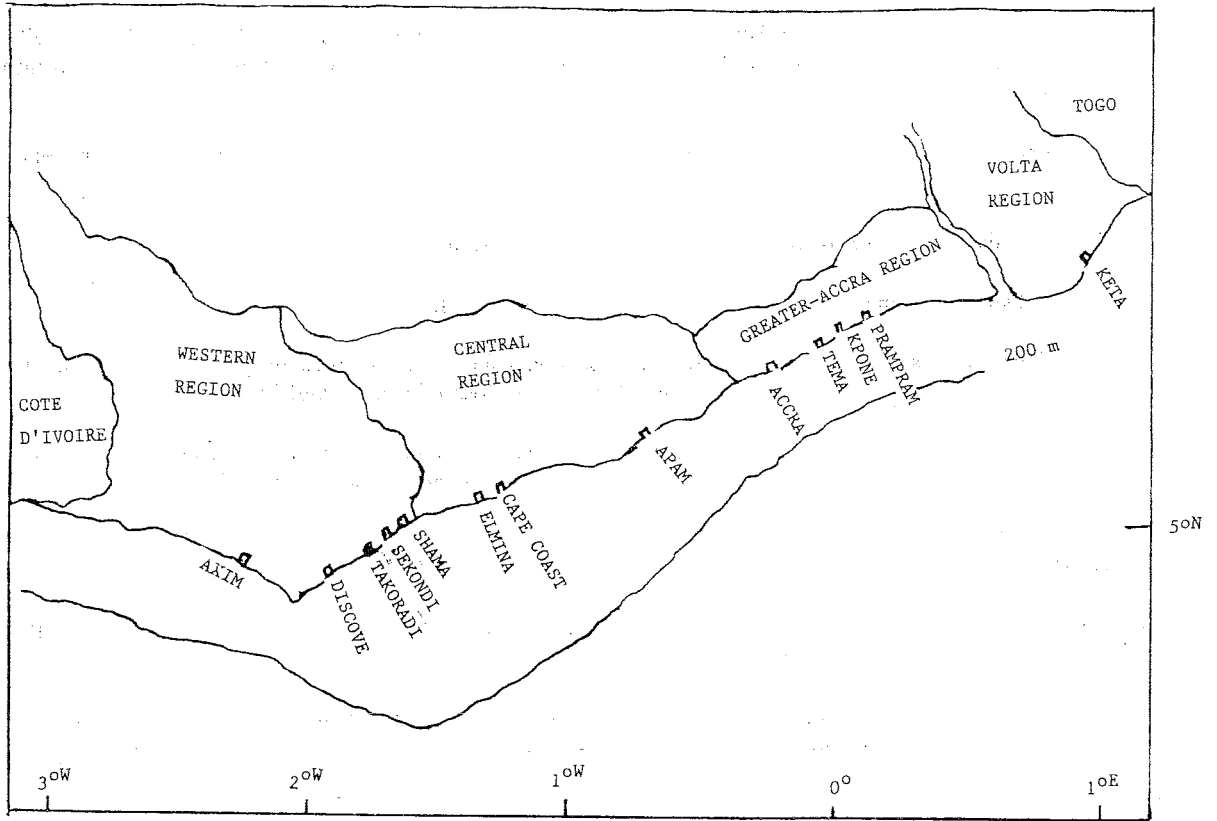 TOGO
VOLTA
REGION
GREATER-ACCRA REGION
KETA
WESTERN
REGION
CENTRAL
REGION
COTE
D'IVOIRE
200 m
PRAMPRAM
KPONE
TEMA
ACCRA
APAM
CAPE COAST
ELMINA
SHAMA
SEKONDI
TAKORADI
DISCOVE
AXIM
5oN
3oW
2oW
1oW
0o
1oE